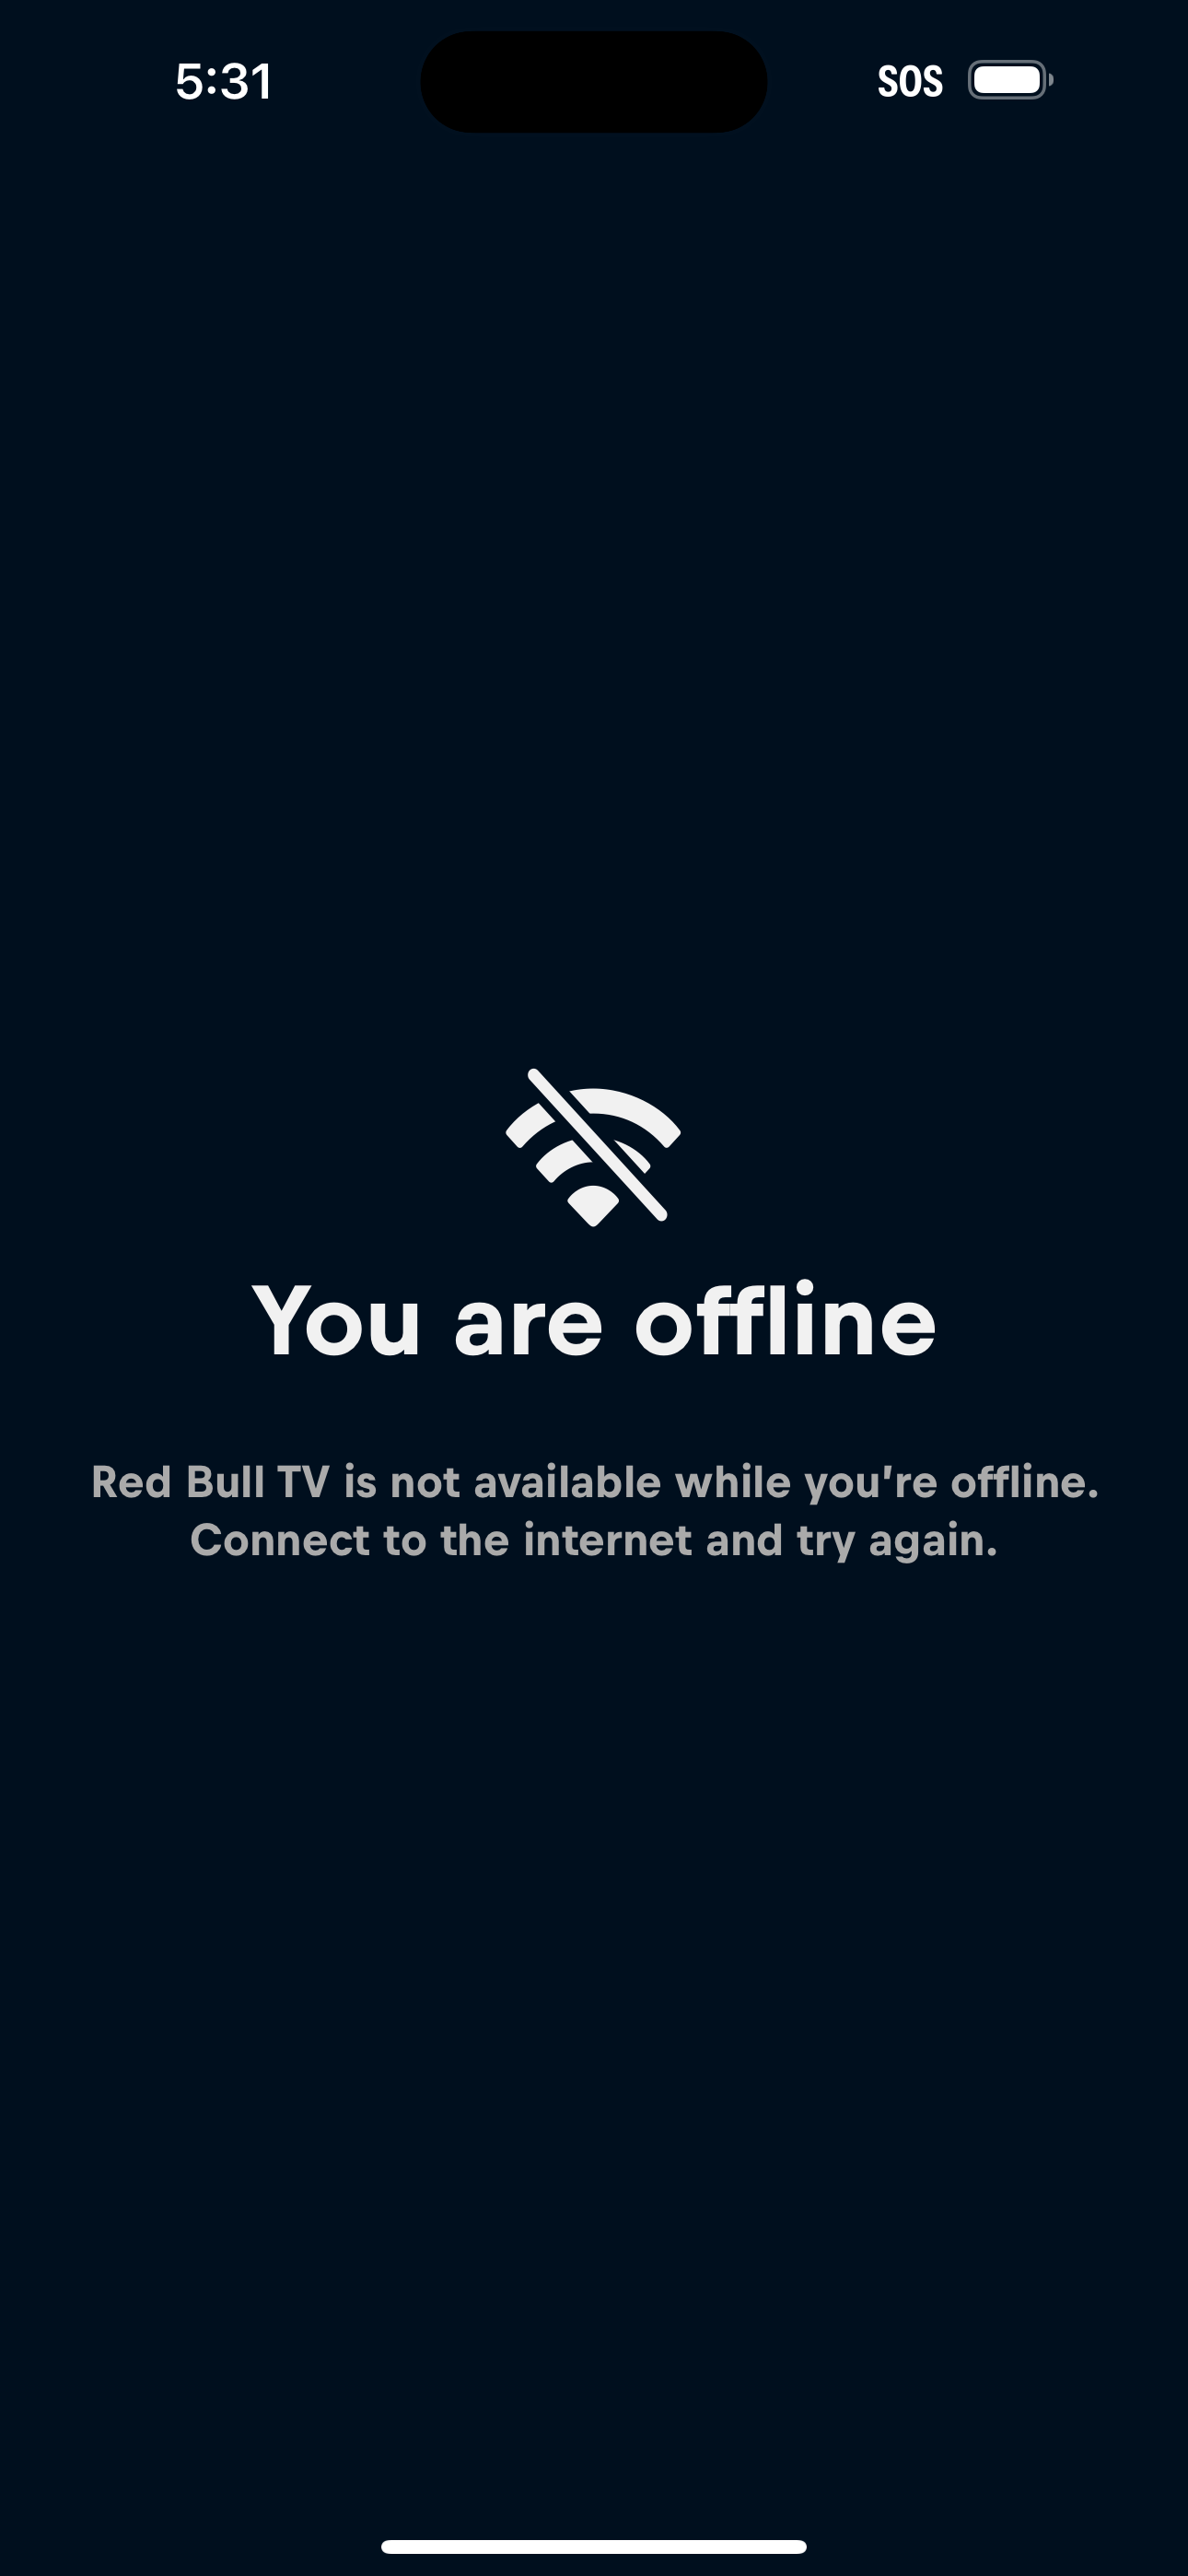 5:31
SOS
You are offline
Red Bull TV is not available while you're offline.
Connect to the internet and try again.